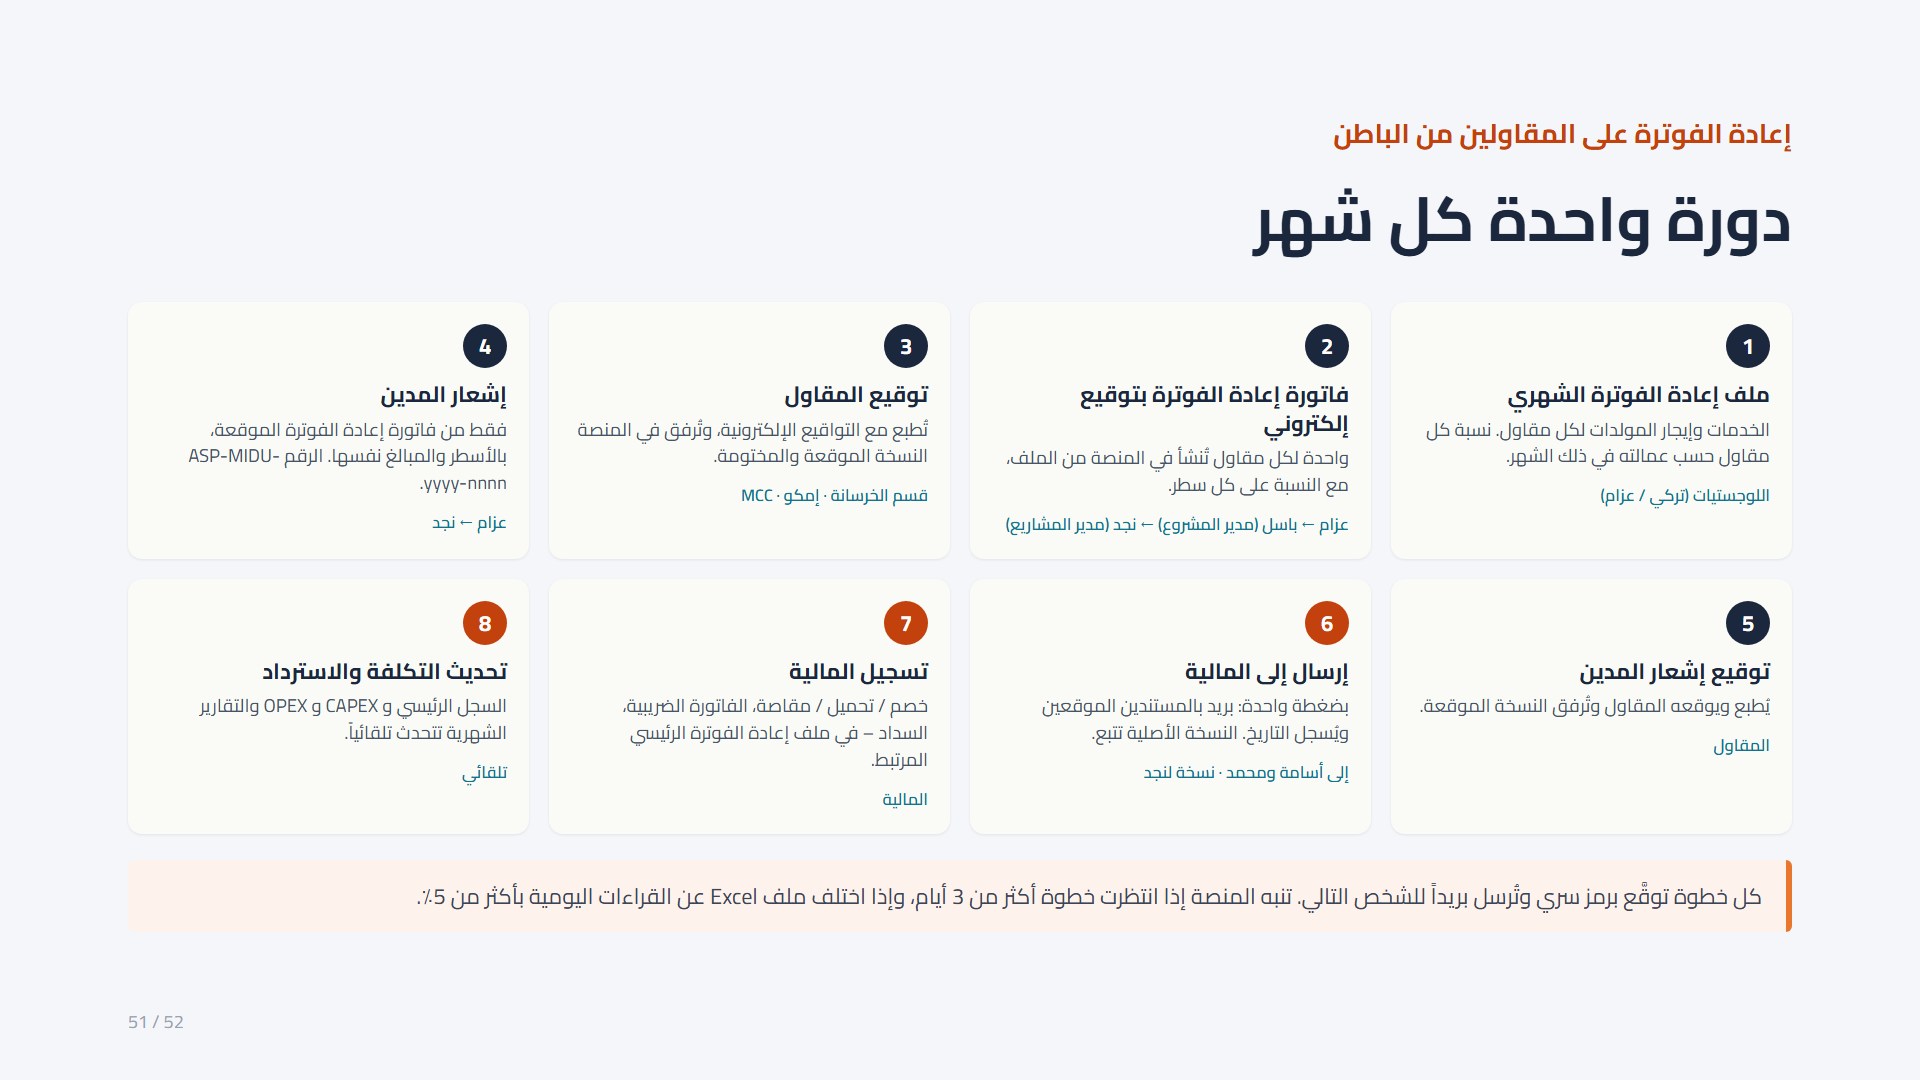 إعادة الفوترة على المقاولين من الباطن
دورة واحدة كل شهر
1
ملف إعادة الفوترة الشهري
الخدمات وإيجار المولدات لكل مقاول. نسبة كل
مقاول حسب عمالته في ذلك الشهر.
اللوجستيات (تركي / عزام)
2
فاتورة إعادة الفوترة بتوقيع
إلكتروني
واحدة لكل مقاول تُنشأ في المنصة من الملف،
مع النسبة على كل سطر.
عزام ← باسل (مدير المشروع) ← نجد (مدير المشاريع)
3
توقيع المقاول
تُطبع مع التواقيع الإلكترونية، وتُرفق في المنصة
النسخة الموقعة والمختومة.
قسم الخرسانة · إمكو · MCC
4
إشعار المدين
فقط من فاتورة إعادة الفوترة الموقعة،
بالأسطر والمبالغ نفسها. الرقم ASP-MIDU-
yyyy-nnnn.
عزام ← نجد
5
توقيع إشعار المدين
يُطبع ويوقعه المقاول وتُرفق النسخة الموقعة.
المقاول
6
إرسال إلى المالية
بضغطة واحدة: بريد بالمستندين الموقعين
ويُسجل التاريخ. النسخة الأصلية تتبع.
إلى أسامة ومحمد · نسخة لنجد
7
تسجيل المالية
خصم / تحميل / مقاصة، الفاتورة الضريبية،
السداد – في ملف إعادة الفوترة الرئيسي
المرتبط.
المالية
8
تحديث التكلفة والاسترداد
السجل الرئيسي و CAPEX و OPEX والتقارير
الشهرية تتحدث تلقائياً.
تلقائي
كل خطوة توقَّع برمز سري وتُرسل بريداً للشخص التالي. تنبه المنصة إذا انتظرت خطوة أكثر من 3 أيام، وإذا اختلف ملف Excel عن القراءات اليومية بأكثر من 5٪.
51 / 52